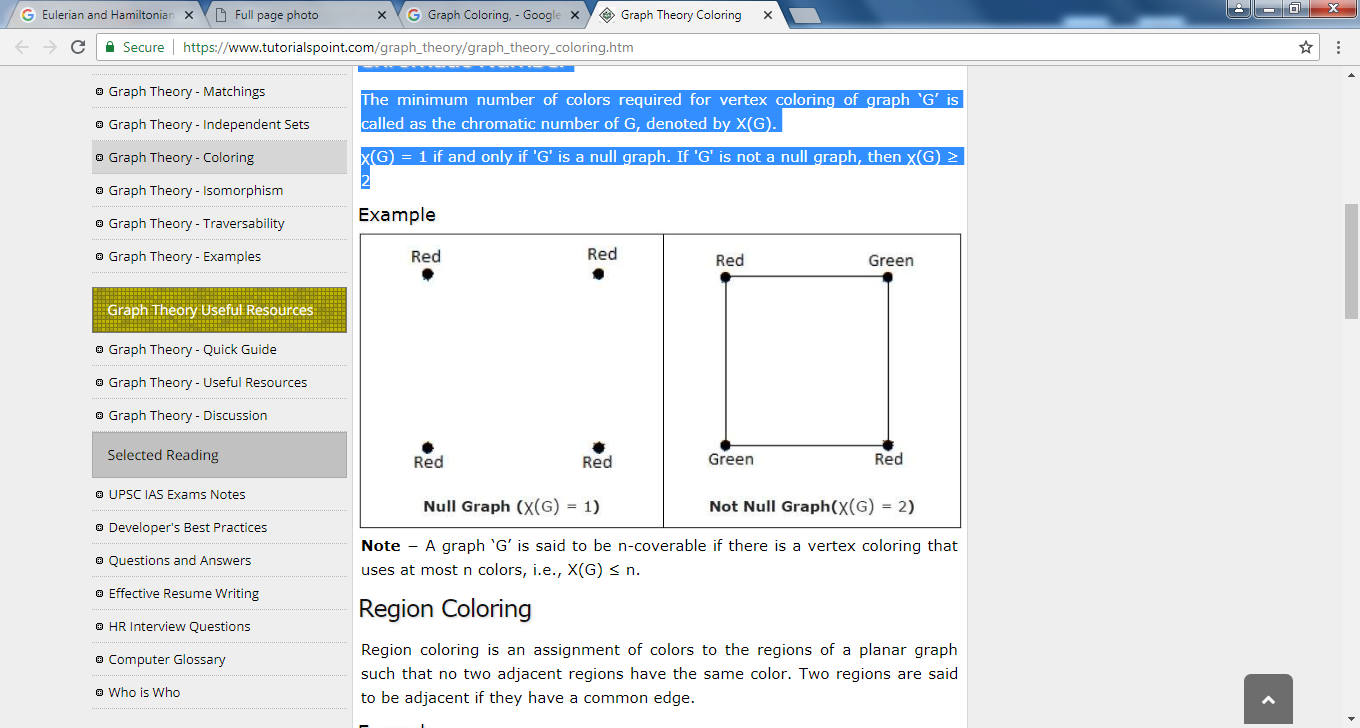 Eulerian and Hamiltonian
Full page photo
Graph Coloring, - Google
Graph Theory Coloring
Secure
https://www.tutorialspoint.com/graph_theory/graph_theory_coloring.htm
Graph Theory - Matchings
Graph Theory - Independent Sets
Graph Theory - Coloring
Graph Theory - Isomorphism
Graph Theory - Traversability
Graph Theory - Examples
Graph Theory Useful Resources
Graph Theory - Quick Guide
Graph Theory - Useful Resources
Graph Theory - Discussion
Selected Reading
UPSC IAS Exams Notes
Developer's Best Practices
Questions and Answers
Effective Resume Writing
HR Interview Questions
Computer Glossary
Who is Who
Chromatic Number
The minimum number of colors required for vertex coloring of graph ‘G’ is
called as the chromatic number of G, denoted by X(G).
χ(G) = 1 if and only if 'G' is a null graph. If 'G' is not a null graph, then χ(G) ≥
2
Example
Red Red
Red Red
Null Graph (χ(G) = 1)
Red Green
Green Red
Not Null Graph(χ(G) = 2)
Note − A graph ‘G’ is said to be n-coverable if there is a vertex coloring that
uses at most n colors, i.e., X(G) ≤ n.
Region Coloring
Region coloring is an assignment of colors to the regions of a planar graph
such that no two adjacent regions have the same color. Two regions are said
to be adjacent if they have a common edge.